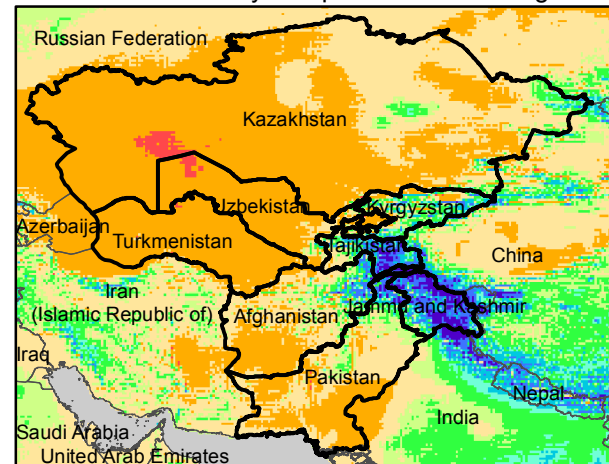 Russian Federation
Kazakhstan
Uzbekistan
Kyrgyzstan
Azerbaijan
Turkmenistan
Tajikistan
China
Iran
(Islamic Republic of)
Afghanistan
Jammu and Kashmir
Iraq
Pakistan
Nepal
India
Saudi Arabia
United Arab Emirates